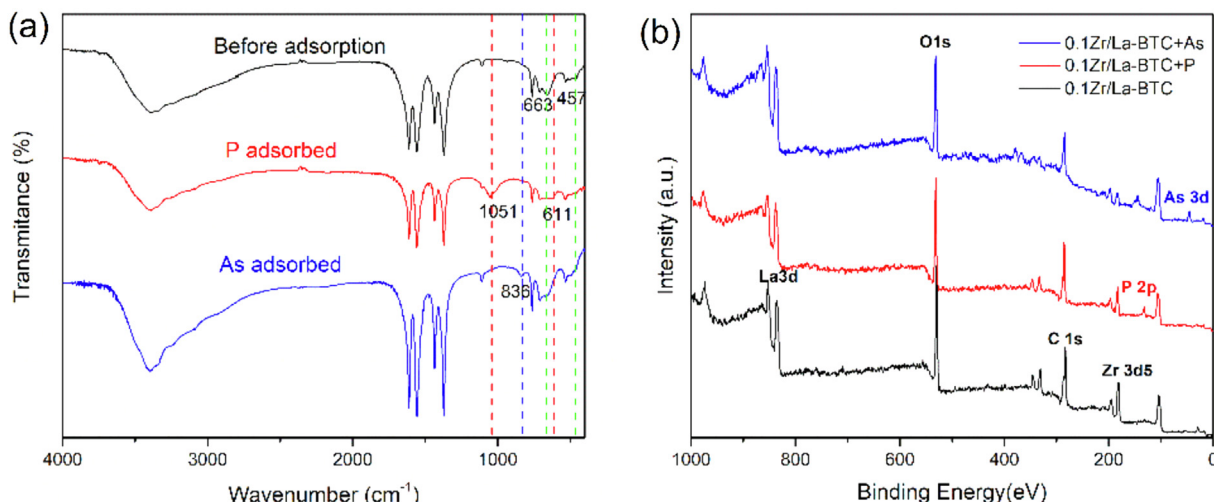 (a)
Before adsorption
663
457
P adsorbed
1051
611
As adsorbed
836
Transmitance (%)
4000
3000
2000
1000
Wavenumber (cm⁻¹)
(b)
O1s
0.1Zr/La-BTC+As
0.1Zr/La-BTC+P
0.1Zr/La-BTC
As 3d
La3d
P 2p
C 1s
Zr 3d5
Intensity (a.u.)
1000
800
600
400
200
0
Binding Energy(eV)